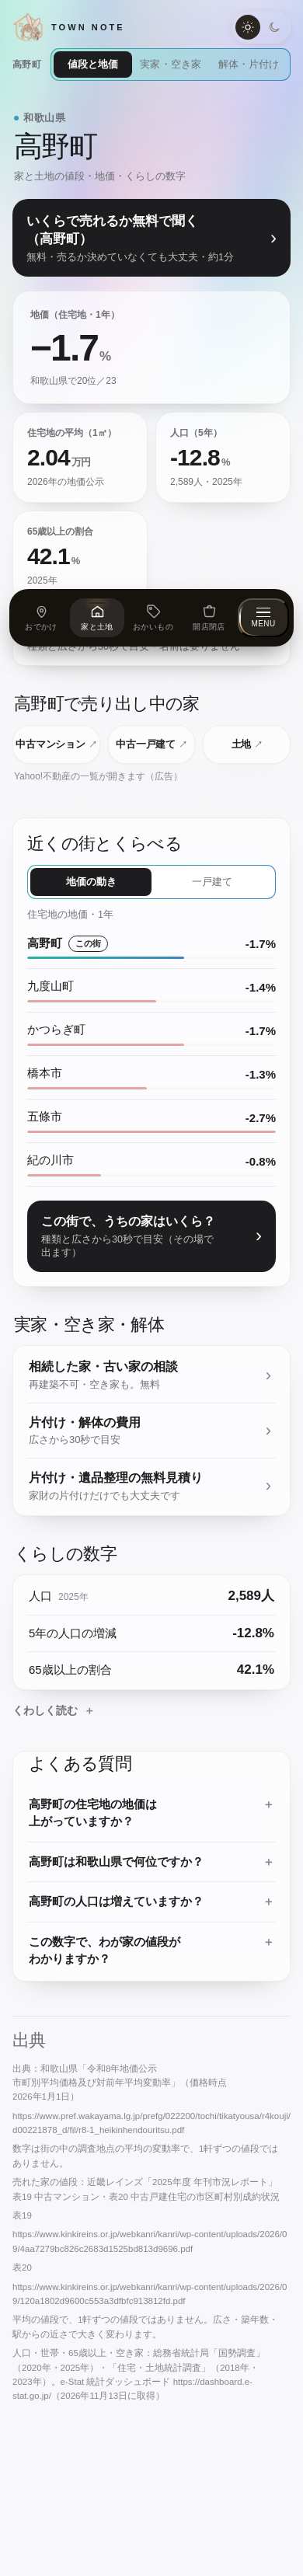 TOWN NOTE
高野町
値段と地価
実家・空き家
解体・片付け
和歌山県
高野町
家と土地の値段・地価・くらしの数字
いくらで売れるか無料で聞く
（高野町）
無料・売るか決めていなくても大丈夫・約1分
›
地価（住宅地・1年）
−1.7%
和歌山県で20位／23
住宅地の平均（1㎡）
2.04万円
2026年の地価公示
人口（5年）
-12.8%
2,589人・2025年
65歳以上の割合
42.1%
2025年
おでかけ
家と土地
おかいもの
開店閉店
MENU
種類と広さから30秒で目安・名前は要りません
高野町で売り出し中の家
中古マンション ↗
中古一戸建て ↗
土地 ↗
Yahoo!不動産の一覧が開きます（広告）
近くの街とくらべる
地価の動き
一戸建て
住宅地の地価・1年
高野町 この街 -1.7%
九度山町 -1.4%
かつらぎ町 -1.7%
橋本市 -1.3%
五條市 -2.7%
紀の川市 -0.8%
この街で、うちの家はいくら？
種類と広さから30秒で目安（その場で
出ます）
›
実家・空き家・解体
相続した家・古い家の相談
再建築不可・空き家も。無料
›
片付け・解体の費用
広さから30秒で目安
›
片付け・遺品整理の無料見積り
家財の片付けだけでも大丈夫です
›
くらしの数字
人口 2025年 2,589人
5年の人口の増減 -12.8%
65歳以上の割合 42.1%
くわしく読む +
よくある質問
高野町の住宅地の地価は
上がっていますか？
+
高野町は和歌山県で何位ですか？ +
高野町の人口は増えていますか？ +
この数字で、わが家の値段が
わかりますか？
+
出典
出典：和歌山県「令和8年地価公示
市町別平均価格及び対前年平均変動率」（価格時点
2026年1月1日）
https://www.pref.wakayama.lg.jp/prefg/022200/tochi/tikatyousa/r4kouji/
d00221878_d/fil/r8-1_heikinhendouritsu.pdf
数字は街の中の調査地点の平均の変動率で、1軒ずつの値段では
ありません。
売れた家の値段：近畿レインズ「2025年度 年刊市況レポート」
表19 中古マンション・表20 中古戸建住宅の市区町村別成約状況
表19
https://www.kinkireins.or.jp/webkanri/kanri/wp-content/uploads/2026/0
9/4aa7279bc826c2683d1525bd813d9696.pdf
表20
https://www.kinkireins.or.jp/webkanri/kanri/wp-content/uploads/2026/0
9/120a1802d9600c553a3dfbfc913812fd.pdf
平均の値段で、1軒ずつの値段ではありません。広さ・築年数・
駅からの近さで大きく変わります。
人口・世帯・65歳以上・空き家：総務省統計局「国勢調査」
（2020年・2025年）・「住宅・土地統計調査」（2018年・
2023年）。e-Stat 統計ダッシュボード https://dashboard.e-
stat.go.jp/（2026年11月13日に取得）